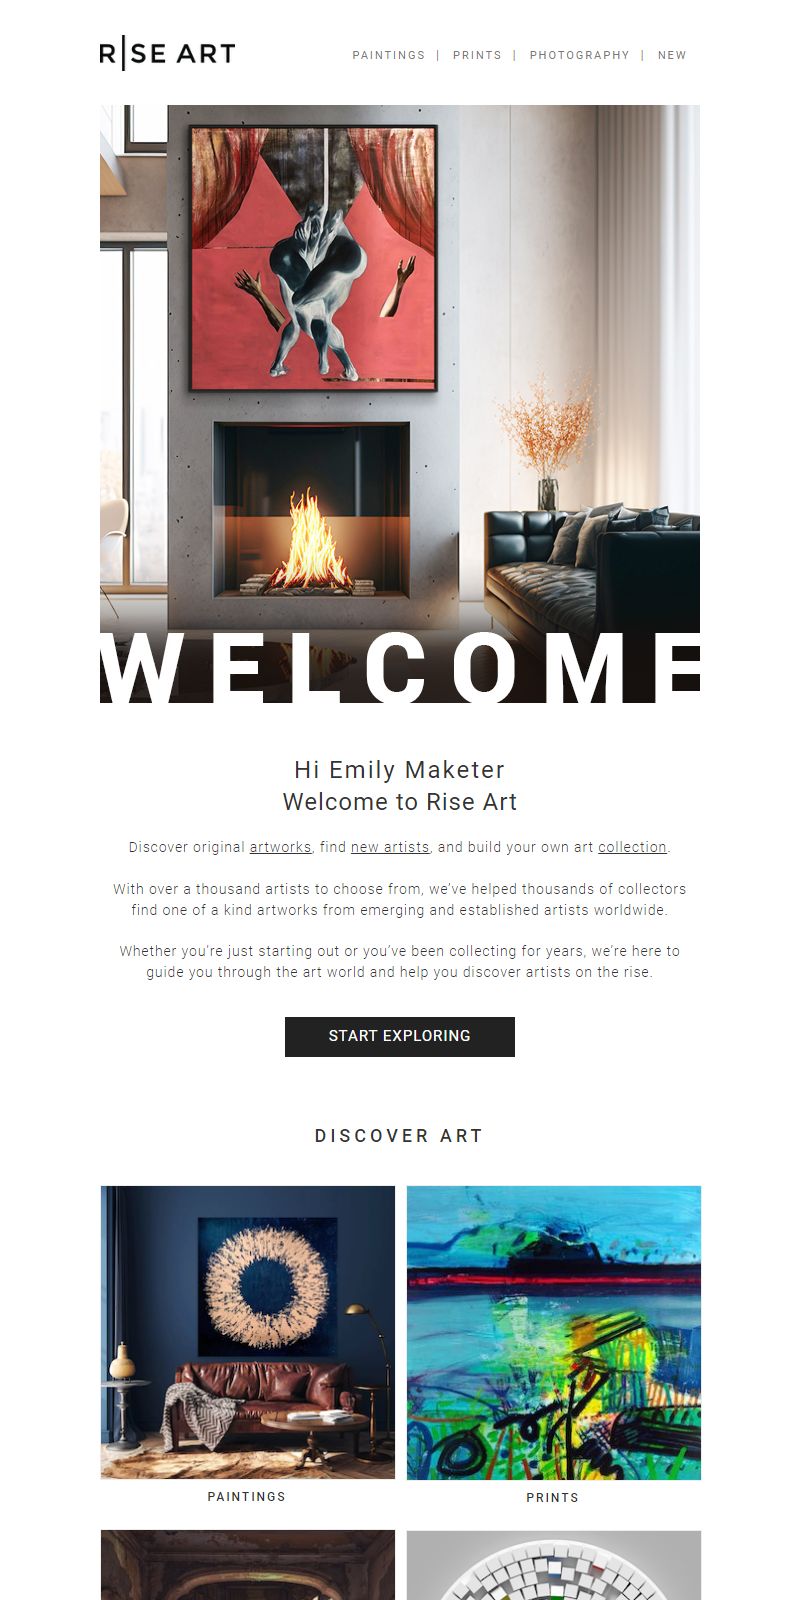 R|SE ART
PAINTINGS | PRINTS | PHOTOGRAPHY | NEW
WELCOME
Hi Emily Maketer
Welcome to Rise Art
Discover original artworks, find new artists, and build your own art collection.
With over a thousand artists to choose from, we've helped thousands of collectors
find one of a kind artworks from emerging and established artists worldwide.
Whether you're just starting out or you've been collecting for years, we're here to
guide you through the art world and help you discover artists on the rise.
START EXPLORING
DISCOVER ART
PAINTINGS
PRINTS